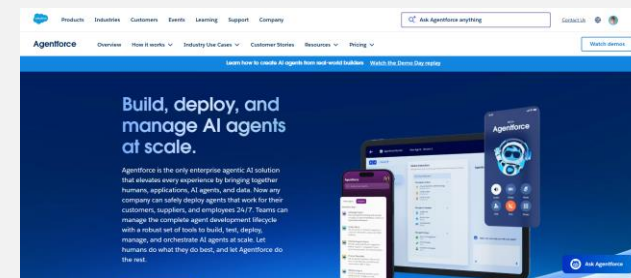 Products Industries Customers Events Learning Support Company
Ask Agentforce anything
Contact Us
Agentforce
Overview How it works Industry Use Cases Customer Stories Resources Pricing
Watch demos
Learn how to create AI agents from real-world builders Watch the Demo Day replay
Build, deploy, and
manage AI agents
at scale.
Agentforce is the only enterprise agentic AI solution
that elevates every experience by bringing together
humans, applications, AI agents, and data. Now any
company can safely deploy agents that work for their
customers, suppliers, and employees 24/7. Teams can
manage the complete agent development lifecycle
with a robust set of tools to build, test, deploy,
manage, and orchestrate AI agents at scale. Let
humans do what they do best, and let Agentforce do
the rest.
Agentforce
Ask Agentforce